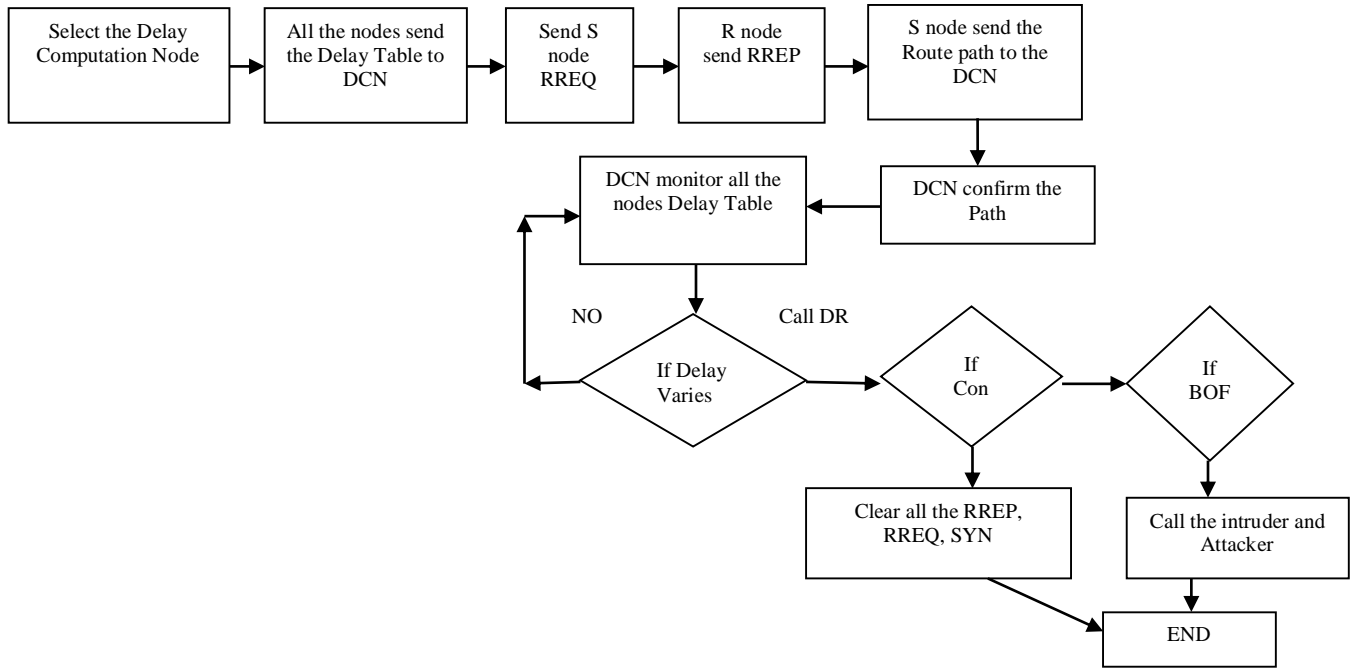 Select the Delay
Computation Node
All the nodes send
the Delay Table to
DCN
Send S
node
RREQ
R node
send RREP
S node send the
Route path to the
DCN
DCN monitor all the
nodes Delay Table
DCN confirm the
Path
NO
Call DR
If Delay
Varies
If
Con
If
BOF
Clear all the RREP,
RREQ, SYN
Call the intruder and
Attacker
END